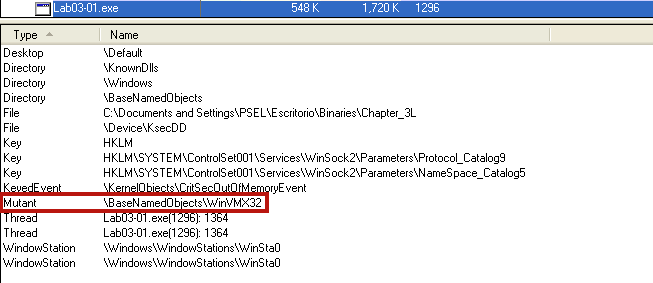 Lab03-01.exe 548 K 1,720 K 1296
Type Name
Desktop \Default
Directory \KnownDlls
Directory \Windows
Directory \BaseNamedObjects
File C:\Documents and Settings\PSEL\Escritorio\Binaries\Chapter_3L
File \Device\KsecDD
Key HKLM
Key HKLM\SYSTEM\ControlSet001\Services\WinSock2\Parameters\Protocol_Catalog9
Key HKLM\SYSTEM\ControlSet001\Services\WinSock2\Parameters\NameSpace_Catalog5
KeyedEvent \KernelObjects\CritSecOutOfMemoryEvent
Mutant \BaseNamedObjects\WinVMX32
Thread Lab03-01.exe(1296): 1364
Thread Lab03-01.exe(1296): 1364
WindowStation \Windows\WindowStations\WinSta0
WindowStation \Windows\WindowStations\WinSta0